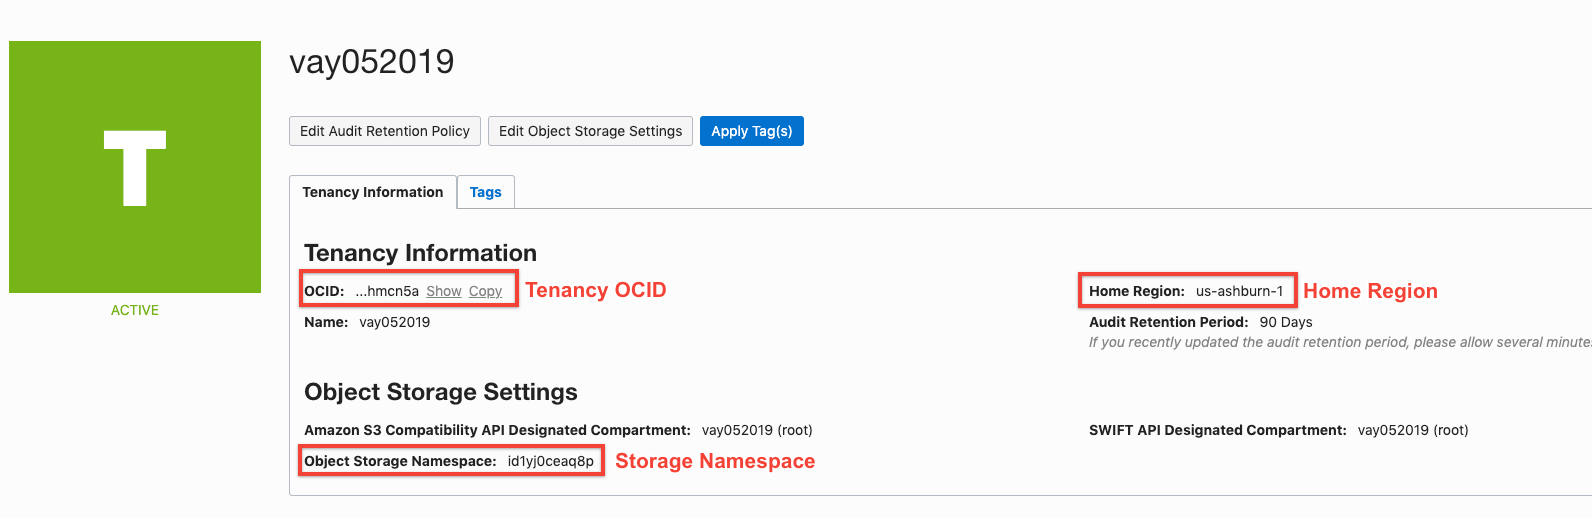 vay052019
T
Edit Audit Retention Policy Edit Object Storage Settings Apply Tag(s)
ACTIVE
Tenancy Information Tags
Tenancy Information
OCID: ...hmcn5a Show Copy Tenancy OCID Home Region: us-ashburn-1 Home Region
Name: vay052019 Audit Retention Period: 90 Days
If you recently updated the audit retention period, please allow several minutes
Object Storage Settings
Amazon S3 Compatibility API Designated Compartment: vay052019 (root) SWIFT API Designated Compartment: vay052019 (root)
Object Storage Namespace: id1yj0ceaq8p Storage Namespace